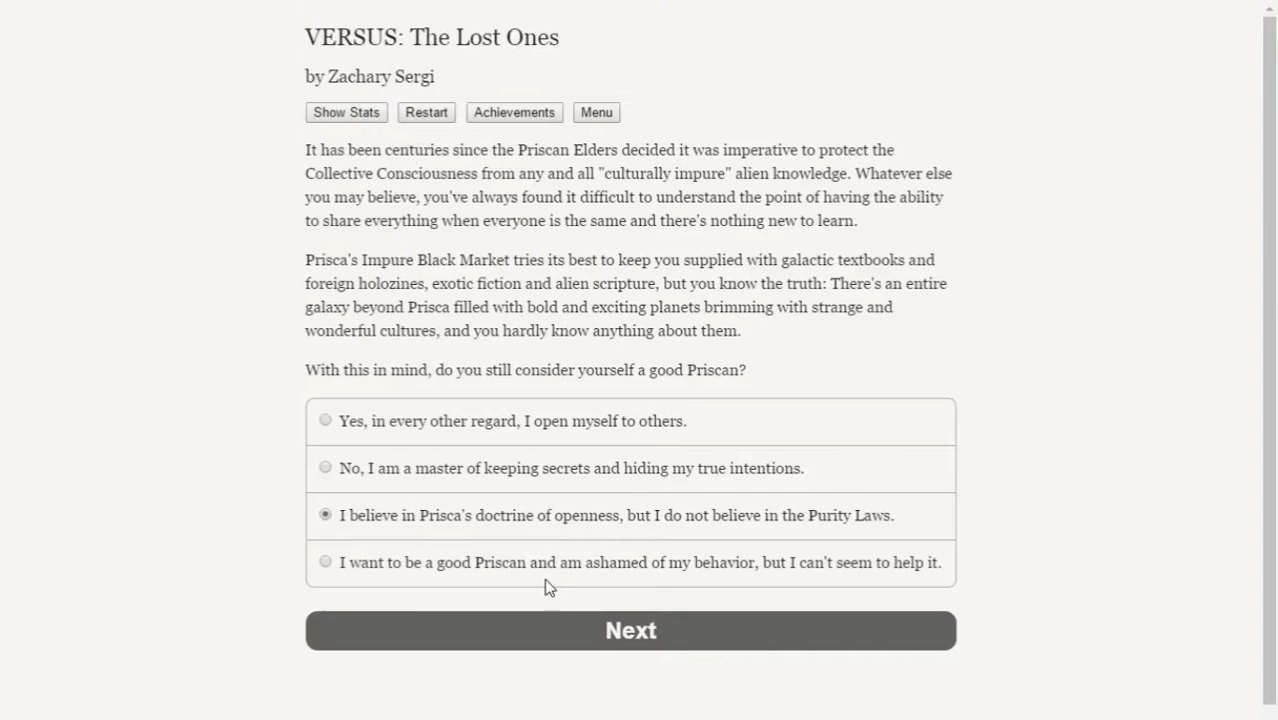 VERSUS: The Lost Ones
by Zachary Sergi
Show Stats Restart Achievements Menu
It has been centuries since the Priscan Elders decided it was imperative to protect the
Collective Consciousness from any and all "culturally impure" alien knowledge. Whatever else
you may believe, you've always found it difficult to understand the point of having the ability
to share everything when everyone is the same and there's nothing new to learn.
Prisca's Impure Black Market tries its best to keep you supplied with galactic textbooks and
foreign holozines, exotic fiction and alien scripture, but you know the truth: There's an entire
galaxy beyond Prisca filled with bold and exciting planets brimming with strange and
wonderful cultures, and you hardly know anything about them.
With this in mind, do you still consider yourself a good Priscan?
Yes, in every other regard, I open myself to others.
No, I am a master of keeping secrets and hiding my true intentions.
I believe in Prisca's doctrine of openness, but I do not believe in the Purity Laws.
I want to be a good Priscan and am ashamed of my behavior, but I can't seem to help it.
Next